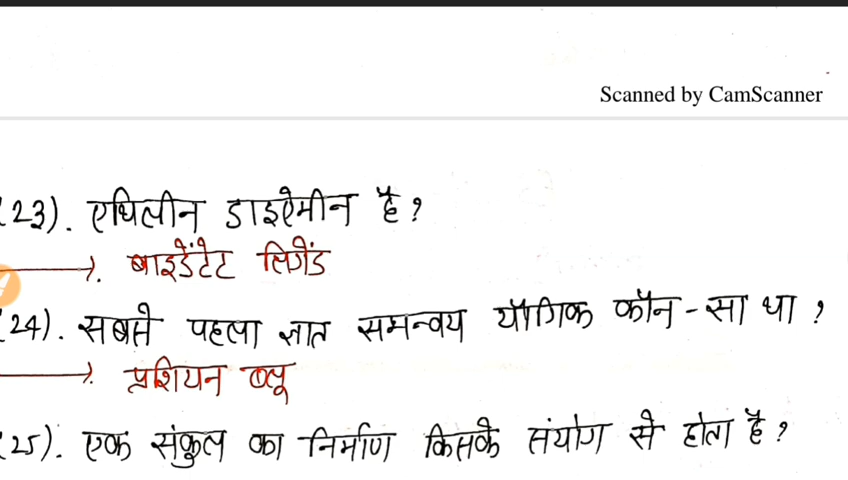 Scanned by CamScanner
(23). एथिलीन डाइऐमीन है?
बाइडेंटेट लिगेंड
(24). सबसे पहला ज्ञात समन्वय यौगिक कौन-सा था?
प्रशियन ब्लू
(25). एक संकुल का निर्माण किसके संयोग से होता है?